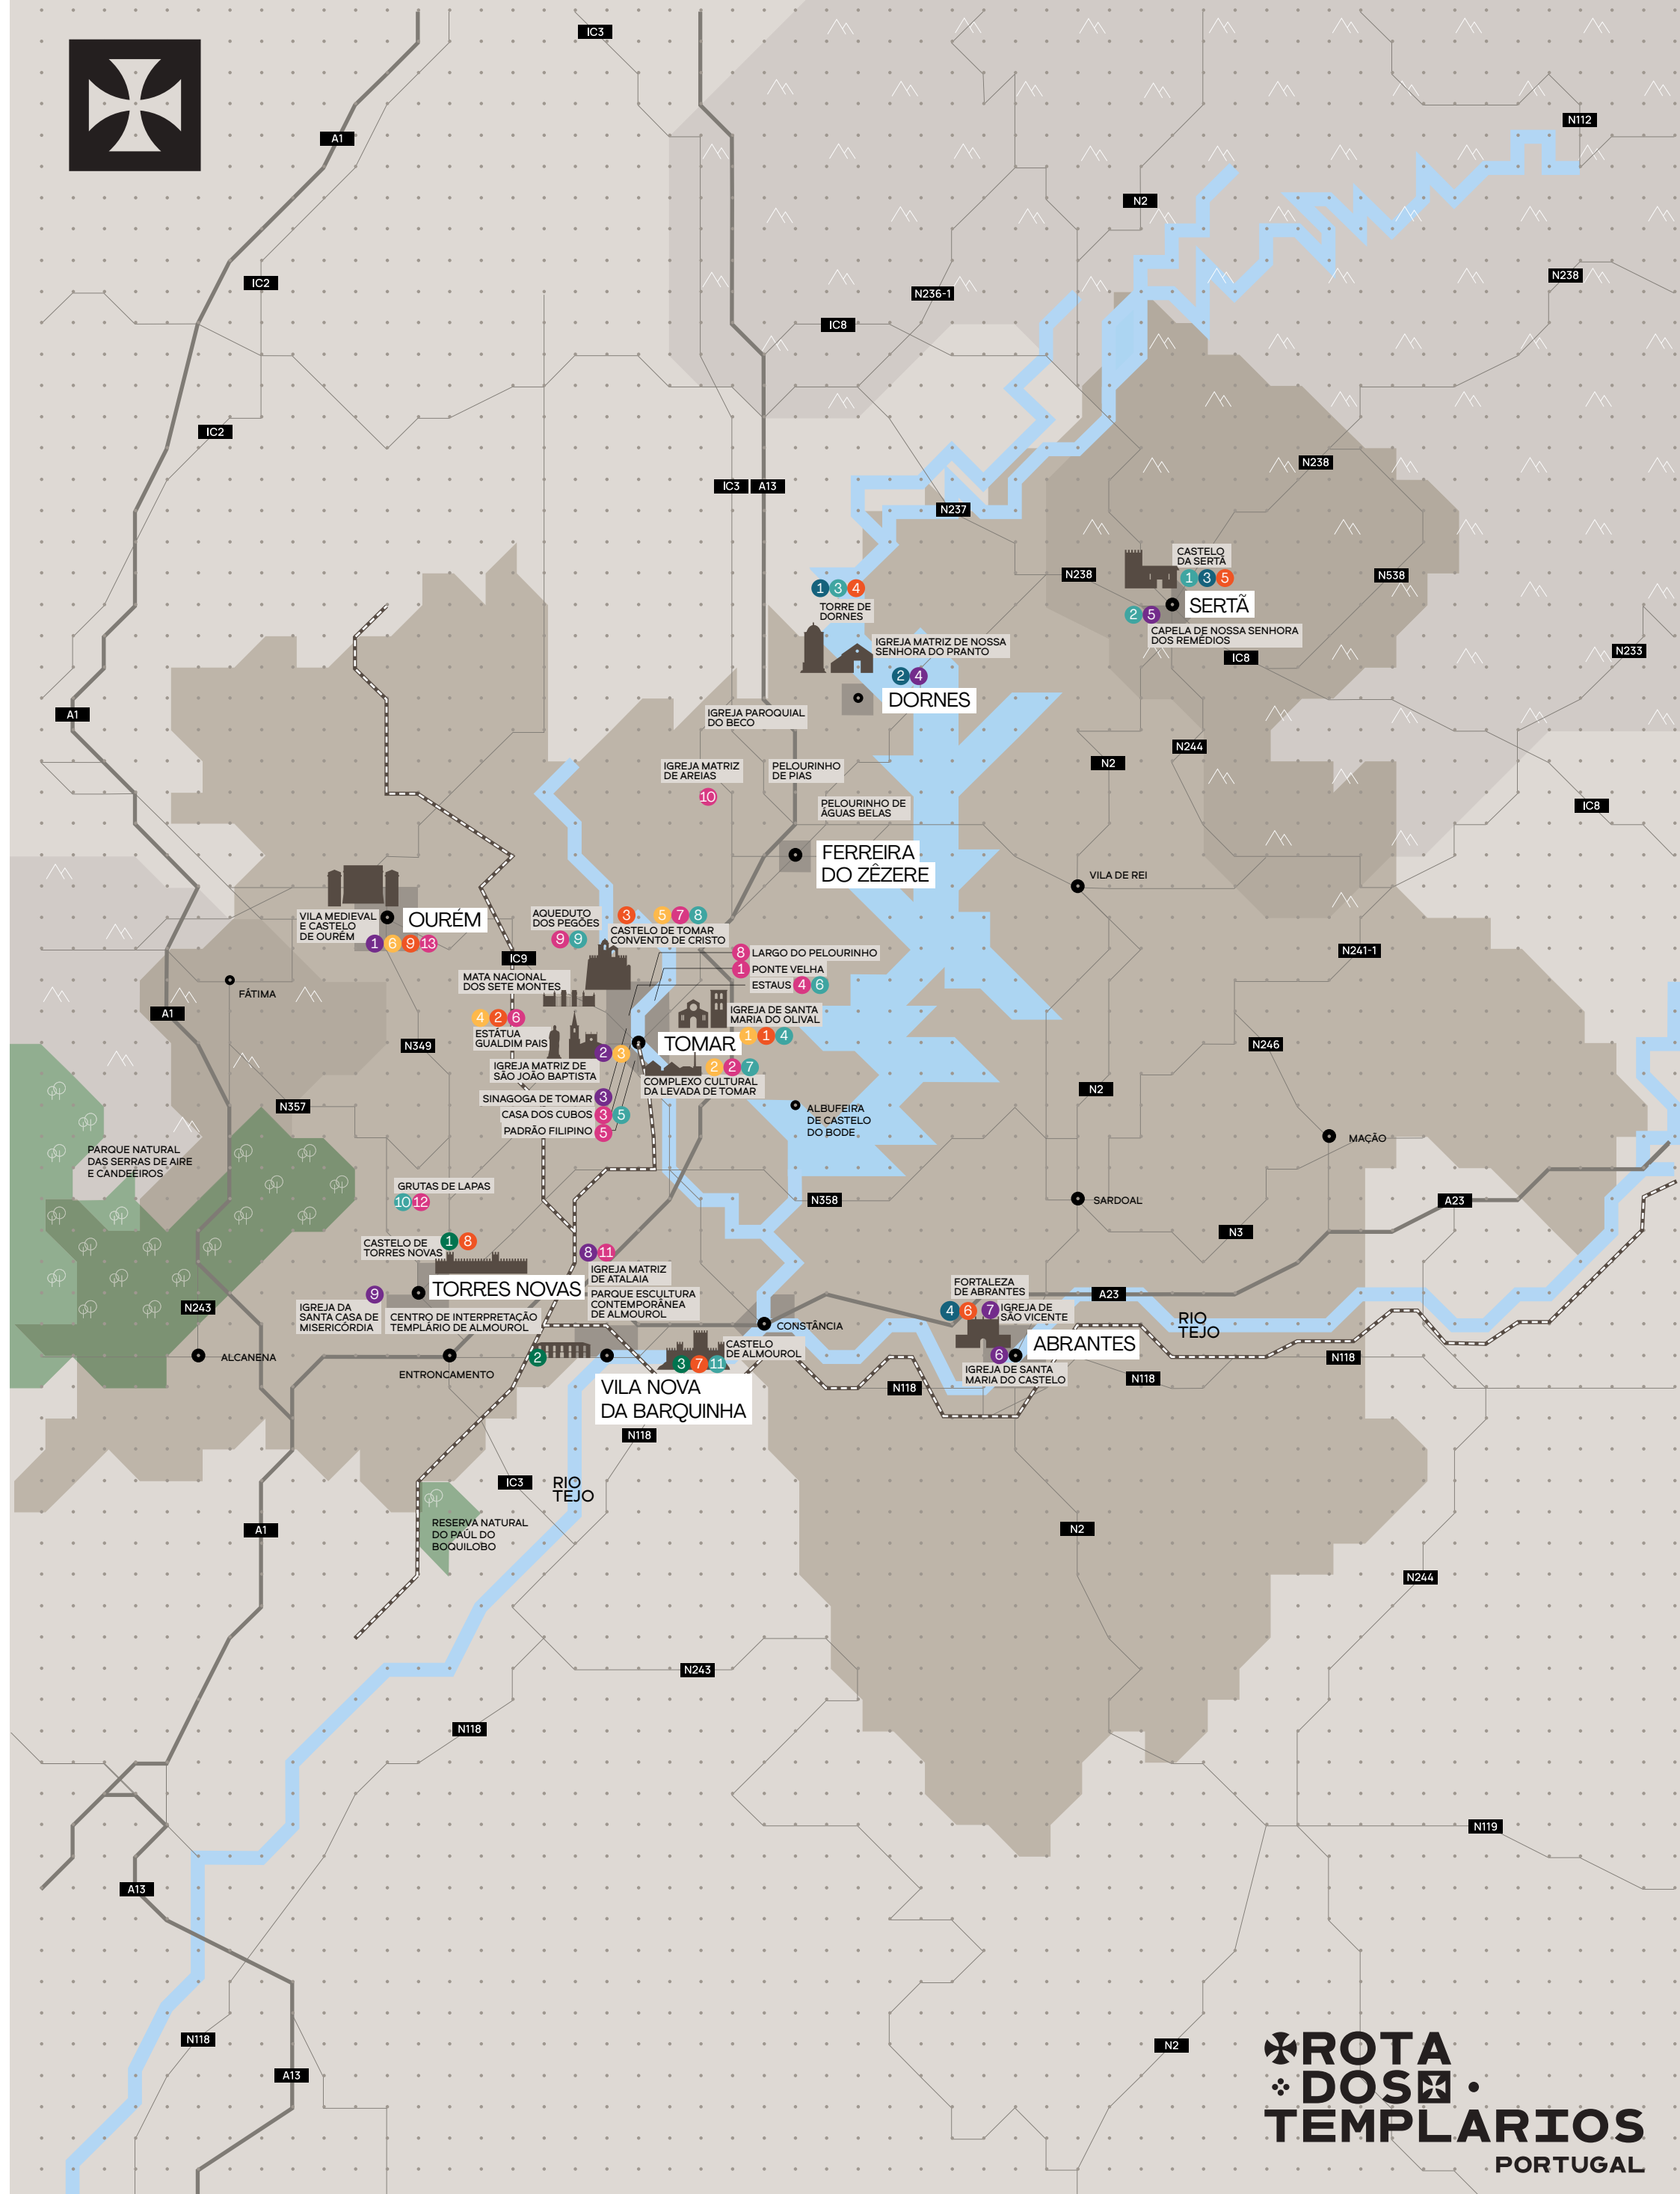 IC3
A1
N112
N2
IC2
N238
N236-1
IC8
IC2
N238
IC3
A13
N237
N238
N538
CASTELO
DA SERTÃ
1 3 5
SERTÃ
2 5
CAPELA DE NOSSA SENHORA
DOS REMÉDIOS
IC8
N233
1 3 4
TORRE DE
DORNES
IGREJA MATRIZ DE NOSSA
SENHORA DO PRANTO
2 4
DORNES
A1
IGREJA PAROQUIAL
DO BECO
N244
N2
IGREJA MATRIZ
DE AREIAS
10
PELOURINHO
DE PIAS
PELOURINHO DE
ÁGUAS BELAS
IC8
FERREIRA
DO ZÊZERE
VILA DE REI
VILA MEDIEVAL
E CASTELO
DE OURÉM
OURÉM
1 6 9 13
AQUEDUTO
DOS PEGÕES
9 9
3 5 7 8
CASTELO DE TOMAR
CONVENTO DE CRISTO
8 LARGO DO PELOURINHO
1 PONTE VELHA
ESTAUS 4 6
IC9
N241-1
MATA NACIONAL
DOS SETE MONTES
4 2 6
FÁTIMA
A1
ESTÁTUA
GUALDIM PAIS
IGREJA DE SANTA
MARIA DO OLIVAL
1 1 4
TOMAR
N349
N246
2 3
IGREJA MATRIZ DE
SÃO JOÃO BAPTISTA
2 2 7
COMPLEXO CULTURAL
DA LEVADA DE TOMAR
SINAGOGA DE TOMAR 3
CASA DOS CUBOS 3 5
PADRÃO FILIPINO 5
N2
N357
ALBUFEIRA
DE CASTELO
DO BODE
MAÇÃO
PARQUE NATURAL
DAS SERRAS DE AIRE
E CANDEEIROS
GRUTAS DE LAPAS
10 12
N358
SARDOAL
A23
N3
CASTELO DE
TORRES NOVAS
1 8
8 11
IGREJA MATRIZ
DE ATALAIA
TORRES NOVAS
9
IGREJA DA
SANTA CASA DE
MISERICÓRDIA
CENTRO DE INTERPRETAÇÃO
TEMPLÁRIO DE ALMOUROL
PARQUE ESCULTURA
CONTEMPORÂNEA
DE ALMOUROL
N243
CONSTÂNCIA
FORTALEZA
DE ABRANTES
4 6
7 IGREJA DE
SÃO VICENTE
A23
RIO
TEJO
ABRANTES
6
IGREJA DE SANTA
MARIA DO CASTELO
N118
N118
N118
ALCANENA
ENTRONCAMENTO
2
CASTELO
DE ALMOUROL
3 7 11
VILA NOVA
DA BARQUINHA
N118
IC3
RIO
TEJO
A1
RESERVA NATURAL
DO PAÚL DO
BOQUILOBO
N2
N244
N243
N118
N119
A13
N118
A13
N2
ROTA
DOS
TEMPLARIOS
PORTUGAL